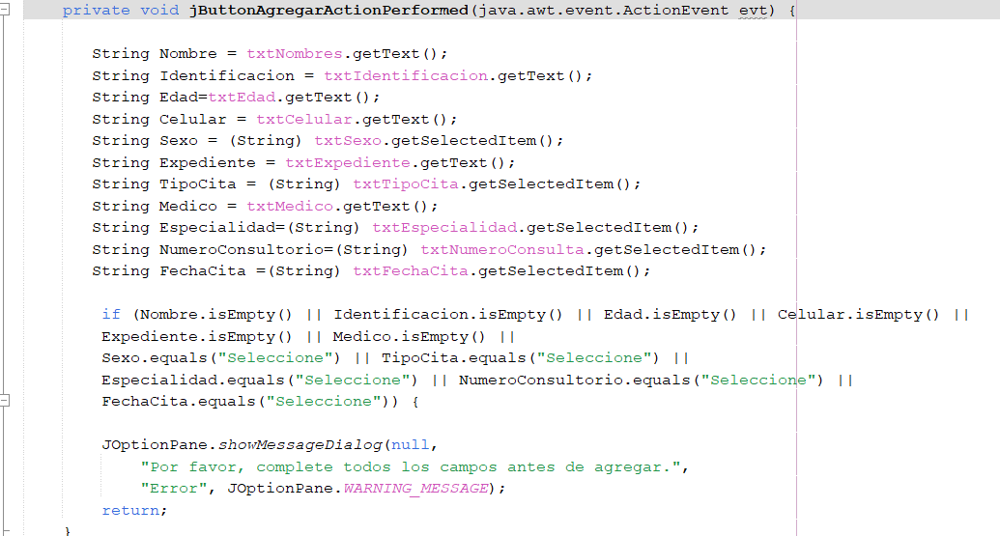 private void jButtonAgregarActionPerformed(java.awt.event.ActionEvent evt) {
String Nombre = txtNombres.getText();
String Identificacion = txtIdentificacion.getText();
String Edad=txtEdad.getText();
String Celular = txtCelular.getText();
String Sexo = (String) txtSexo.getSelectedItem();
String Expediente = txtExpediente.getText();
String TipoCita = (String) txtTipoCita.getSelectedItem();
String Medico = txtMedico.getText();
String Especialidad=(String) txtEspecialidad.getSelectedItem();
String NumeroConsultorio=(String) txtNumeroConsulta.getSelectedItem();
String FechaCita =(String) txtFechaCita.getSelectedItem();
if (Nombre.isEmpty() || Identificacion.isEmpty() || Edad.isEmpty() || Celular.isEmpty() ||
Expediente.isEmpty() || Medico.isEmpty() ||
Sexo.equals("Seleccione") || TipoCita.equals("Seleccione") ||
Especialidad.equals("Seleccione") || NumeroConsultorio.equals("Seleccione") ||
FechaCita.equals("Seleccione")) {
JOptionPane.showMessageDialog(null,
"Por favor, complete todos los campos antes de agregar.",
"Error", JOptionPane.WARNING_MESSAGE);
return;
}